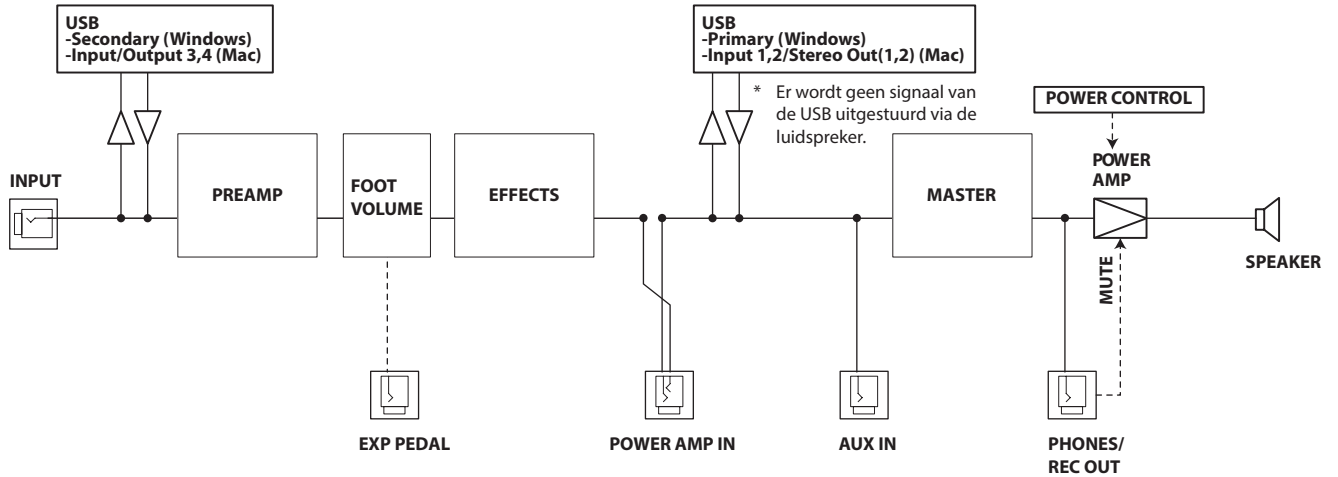 USB
-Secondary (Windows)
-Input/Output 3,4 (Mac)
USB
-Primary (Windows)
-Input 1,2/Stereo Out(1,2) (Mac)
* Er wordt geen signaal van
de USB uitgestuurd via de
luidspreker.
POWER CONTROL
INPUT
PREAMP
FOOT
VOLUME
EFFECTS
MASTER
POWER
AMP
MUTE
SPEAKER
EXP PEDAL
POWER AMP IN
AUX IN
PHONES/
REC OUT